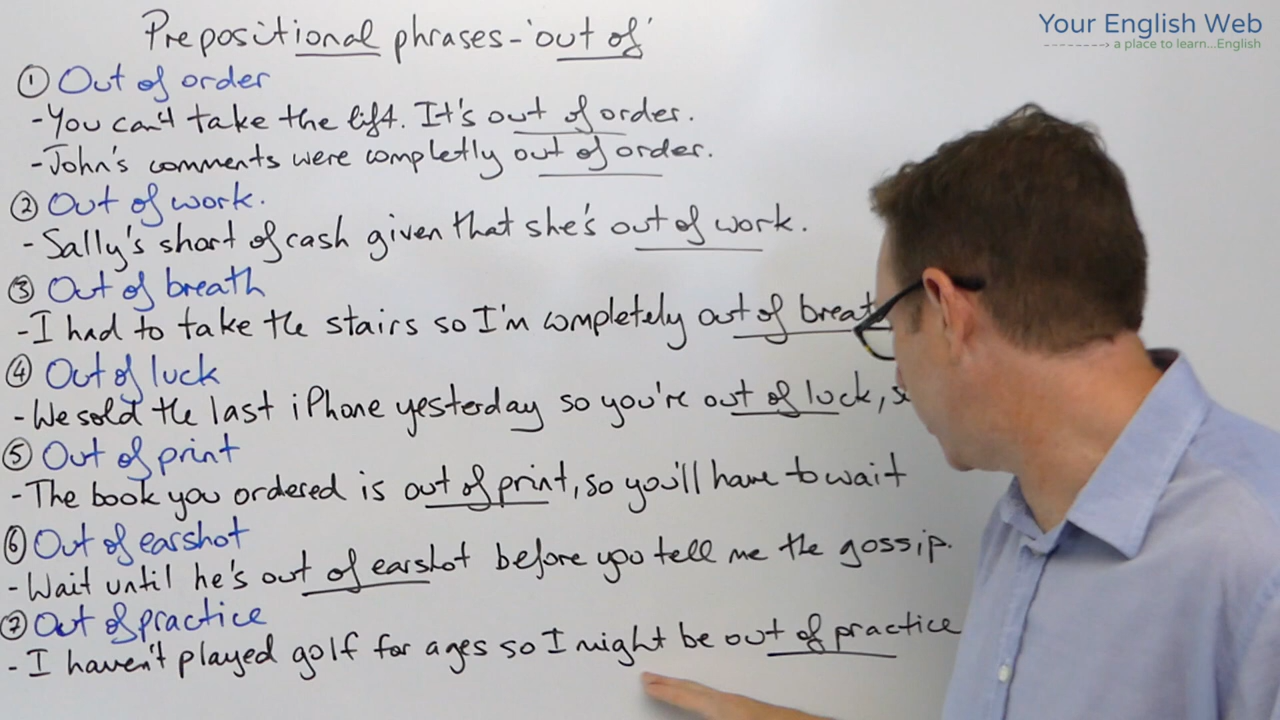 Your English Web
a place to learn...English
Prepositional phrases - 'out of'
① Out of order
- You can't take the lift. It's out of order.
- John's comments were completly out of order.
② Out of work.
- Sally's short of cash given that she's out of work.
③ Out of breath
- I had to take the stairs so I'm completely out of
④ Out of luck
- We sold the last iPhone yesterday so you're out of luck,
⑤ Out of print
- The book you ordered is out of print, so you'll have to wait
⑥ Out of earshot
- Wait until he's out of earshot before you tell me the gossip.
⑦ Out of practice
- I haven't played golf for ages so I might be out of practice